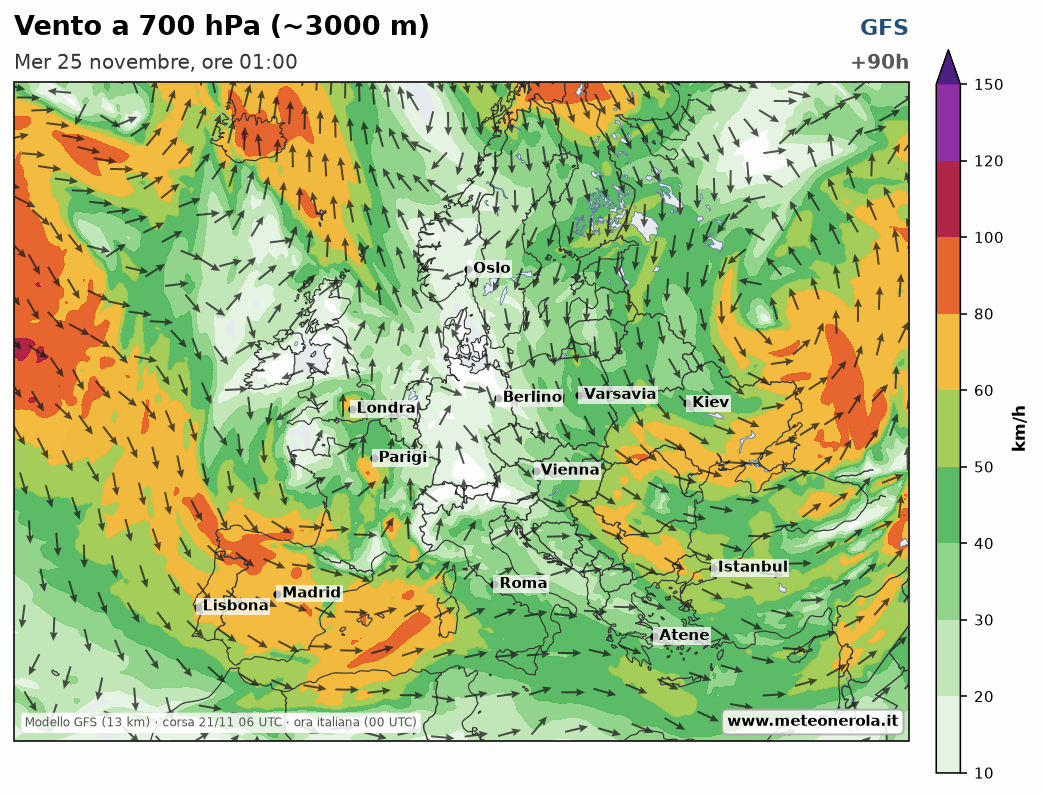 Vento a 700 hPa (~3000 m)
GFS
Mer 25 novembre, ore 01:00
+90h
150
120
100
80
60
50
40
30
20
10
km/h
Oslo
Berlino
Varsavia
Kiev
Londra
Parigi
Vienna
Istanbul
Roma
Madrid
Lisbona
Atene
Modello GFS (13 km) · corsa 21/11 06 UTC · ora italiana (00 UTC)
www.meteonerola.it